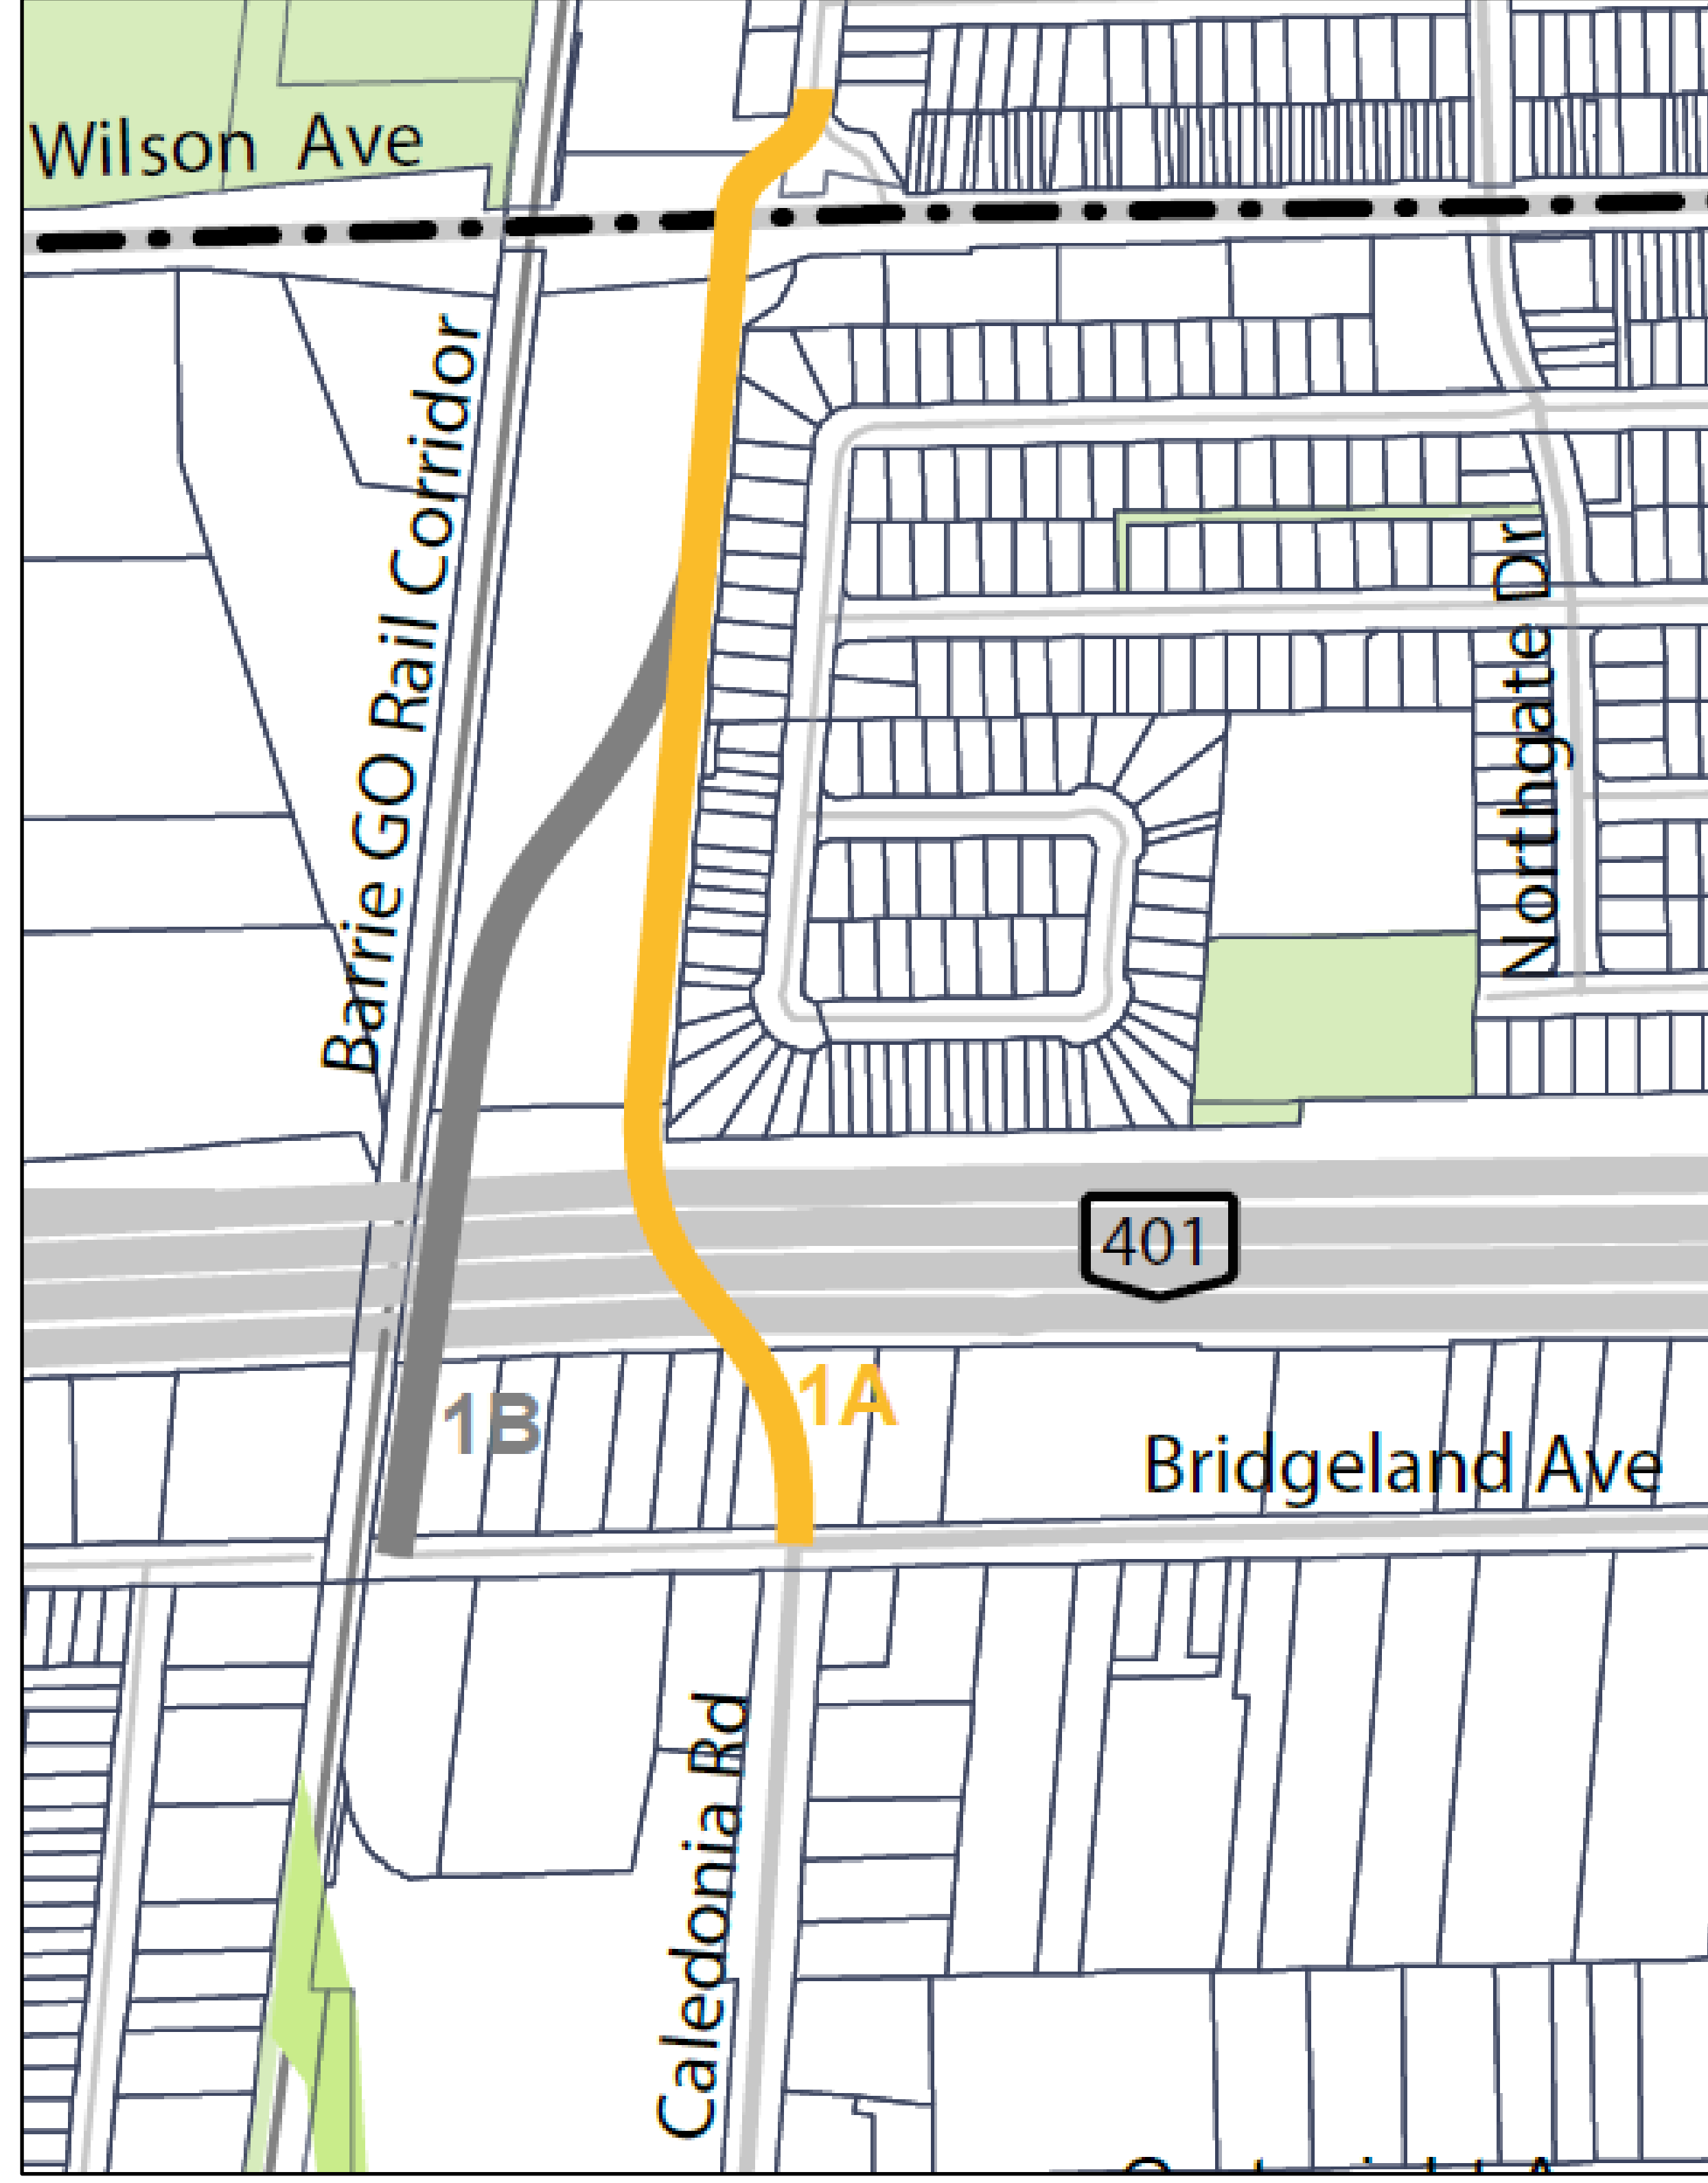 Wilson Ave
Barrie GO Rail Corridor
Northgate Dr
401
1A
1B
Bridgeland Ave
Caledonia Rd